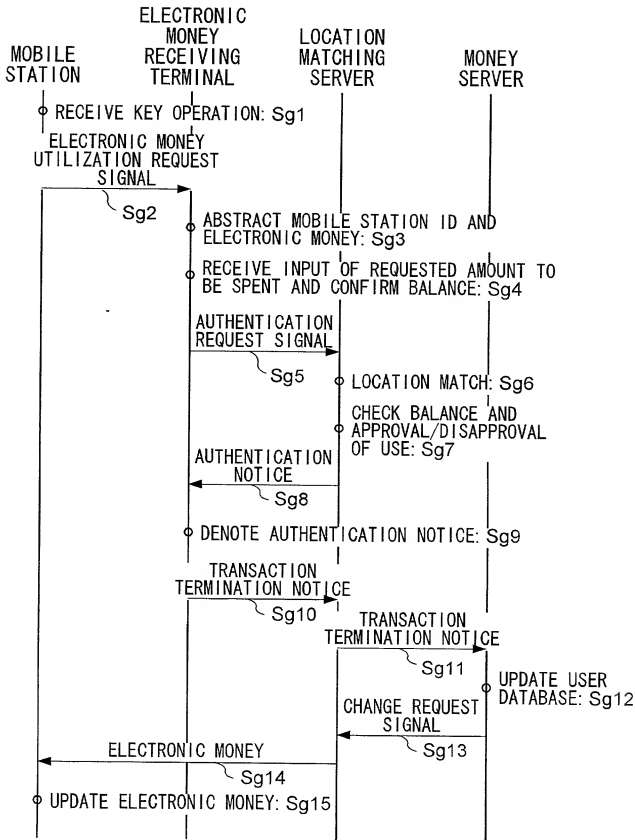 MOBILE
STATION
ELECTRONIC
MONEY
RECEIVING
TERMINAL
LOCATION
MATCHING
SERVER
MONEY
SERVER
RECEIVE KEY OPERATION: Sg1
ELECTRONIC MONEY
UTILIZATION REQUEST
SIGNAL
Sg2
ABSTRACT MOBILE STATION ID AND
ELECTRONIC MONEY: Sg3
RECEIVE INPUT OF REQUESTED AMOUNT TO
BE SPENT AND CONFIRM BALANCE: Sg4
AUTHENTICATION
REQUEST SIGNAL
Sg5
LOCATION MATCH: Sg6
CHECK BALANCE AND
APPROVAL/DISAPPROVAL
OF USE: Sg7
AUTHENTICATION
NOTICE
Sg8
DENOTE AUTHENTICATION NOTICE: Sg9
TRANSACTION
TERMINATION NOTICE
Sg10
TRANSACTION
TERMINATION NOTICE
Sg11
UPDATE USER
DATABASE: Sg12
CHANGE REQUEST
SIGNAL
Sg13
ELECTRONIC MONEY
Sg14
UPDATE ELECTRONIC MONEY: Sg15